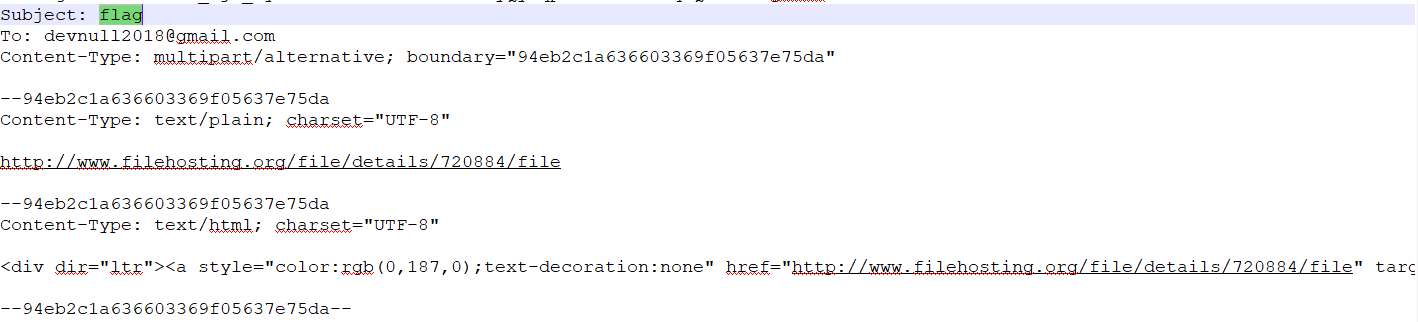 Subject: flag
To: devnull2018@gmail.com
Content-Type: multipart/alternative; boundary="94eb2c1a636603369f05637e75da"
--94eb2c1a636603369f05637e75da
Content-Type: text/plain; charset="UTF-8"
http://www.filehosting.org/file/details/720884/file
--94eb2c1a636603369f05637e75da
Content-Type: text/html; charset="UTF-8"
<div dir="ltr"><a style="color:rgb(0,187,0);text-decoration:none" href="http://www.filehosting.org/file/details/720884/file" targ
--94eb2c1a636603369f05637e75da--